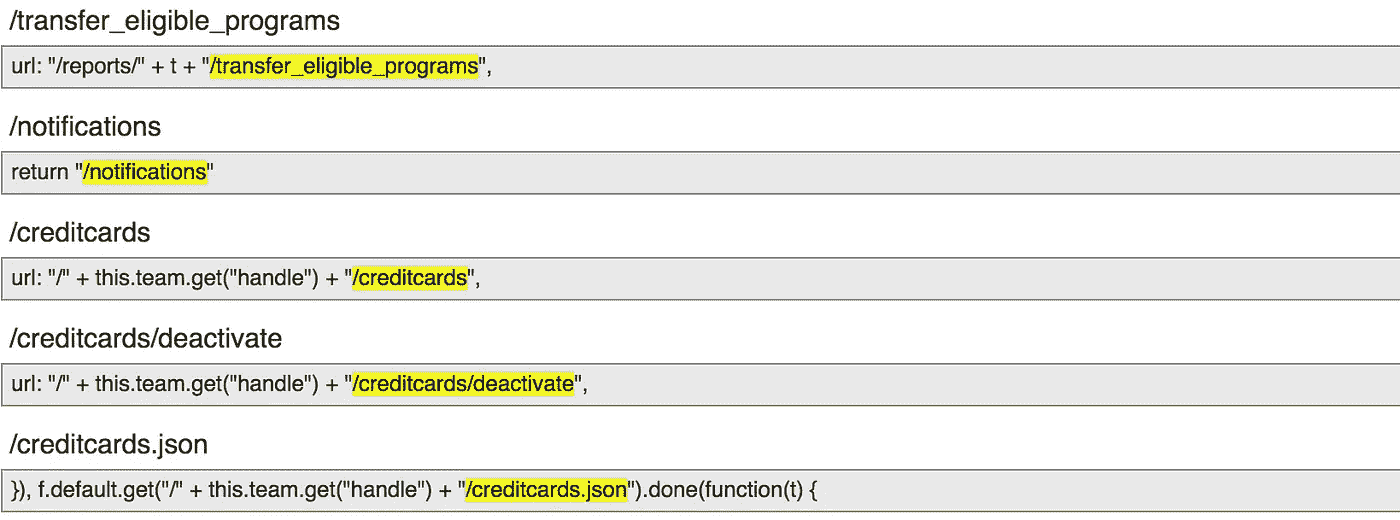 /transfer_eligible_programs
url: "/reports/" + t + "/transfer_eligible_programs",
/notifications
return "/notifications"
/creditcards
url: "/" + this.team.get("handle") + "/creditcards",
/creditcards/deactivate
url: "/" + this.team.get("handle") + "/creditcards/deactivate",
/creditcards.json
}), f.default.get("/" + this.team.get("handle") + "/creditcards.json").done(function(t) {